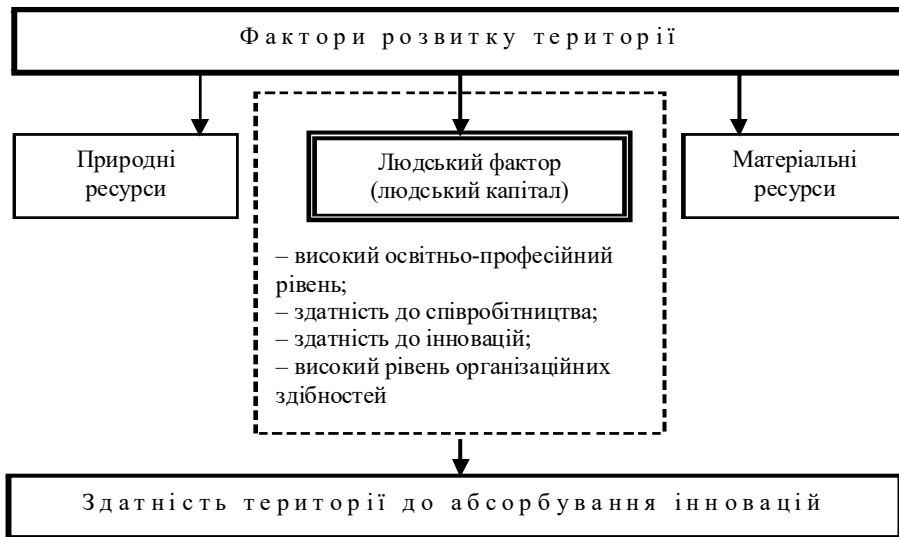 Фактори розвитку території
Природні
ресурси
Людський фактор
(людський капітал)
Матеріальні
ресурси
– високий освітньо-професійний
рівень;
– здатність до співробітництва;
– здатність до інновацій;
– високий рівень організаційних
здібностей
Здатність території до абсорбування інновацій